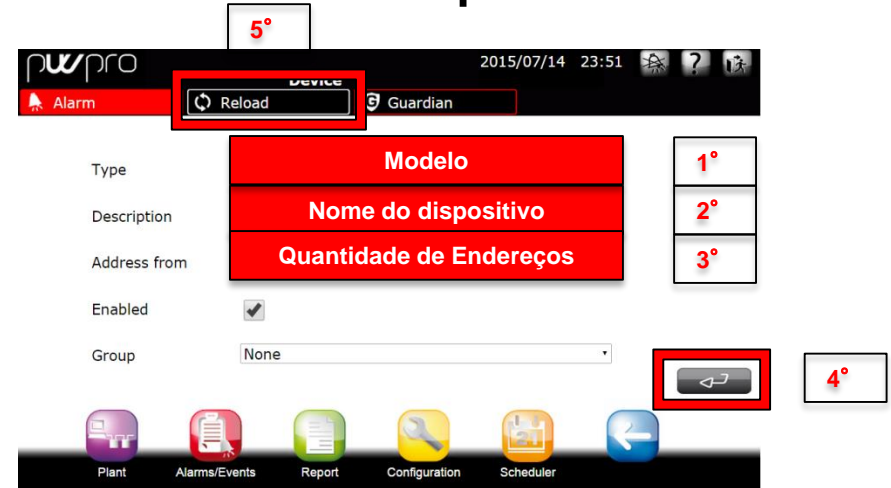 5°
pwpro
2015/07/14 23:51
?
Device
Alarm
Reload
G Guardian
Type
Modelo
1°
Description
Nome do dispositivo
2°
Address from
Quantidade de Endereços
3°
Enabled
Group
None
4°
21
Plant
Alarms/Events
Report
Configuration
Scheduler